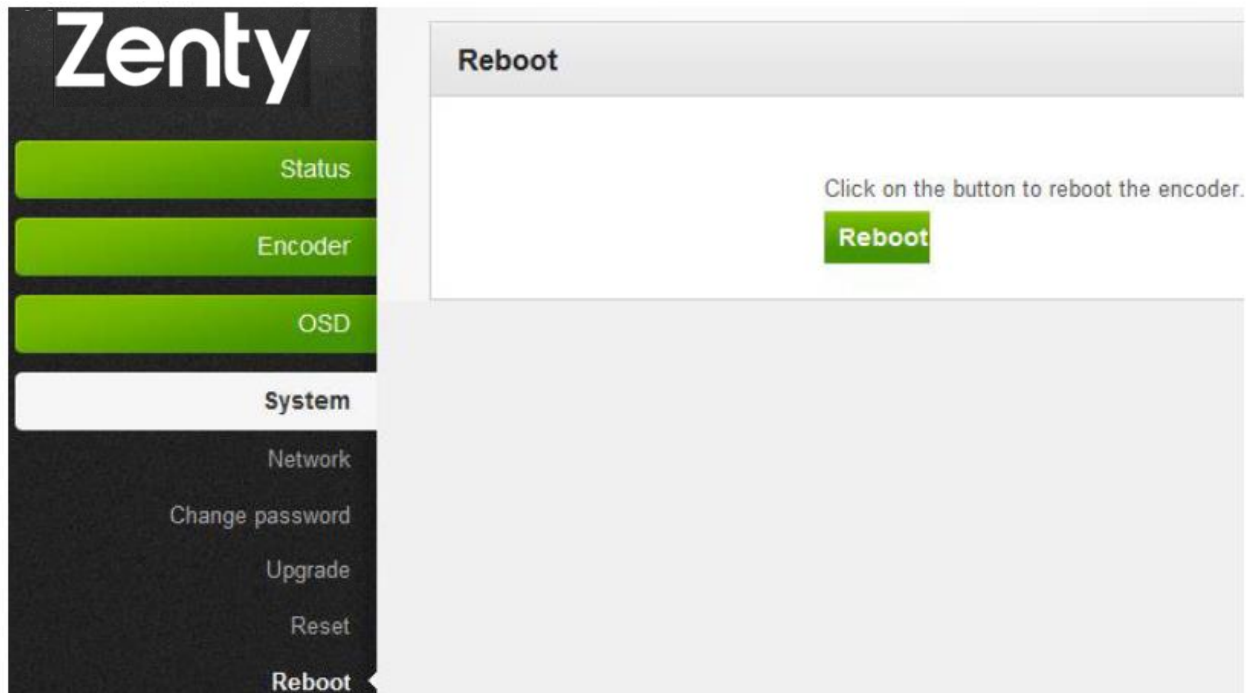 Zenty
Status
Encoder
OSD
System
Network
Change password
Upgrade
Reset
Reboot
Reboot
Click on the button to reboot the encoder.
Reboot